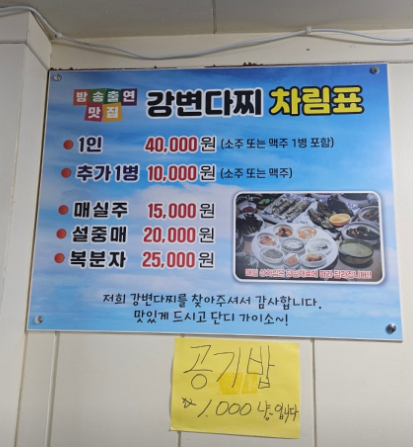 방송출연
맛집
강변다찌 차림표
1인 40,000원 (소주 또는 맥주 1병 포함)
추가 1병 10,000원 (소주 또는 맥주)
매실주 15,000원
설중매 20,000원
복분자 25,000원
저희 강변다찌를 찾아주셔서 감사합니다.
맛있게 드시고 단디 가이소~!
공기밥
1,000 냥입니다